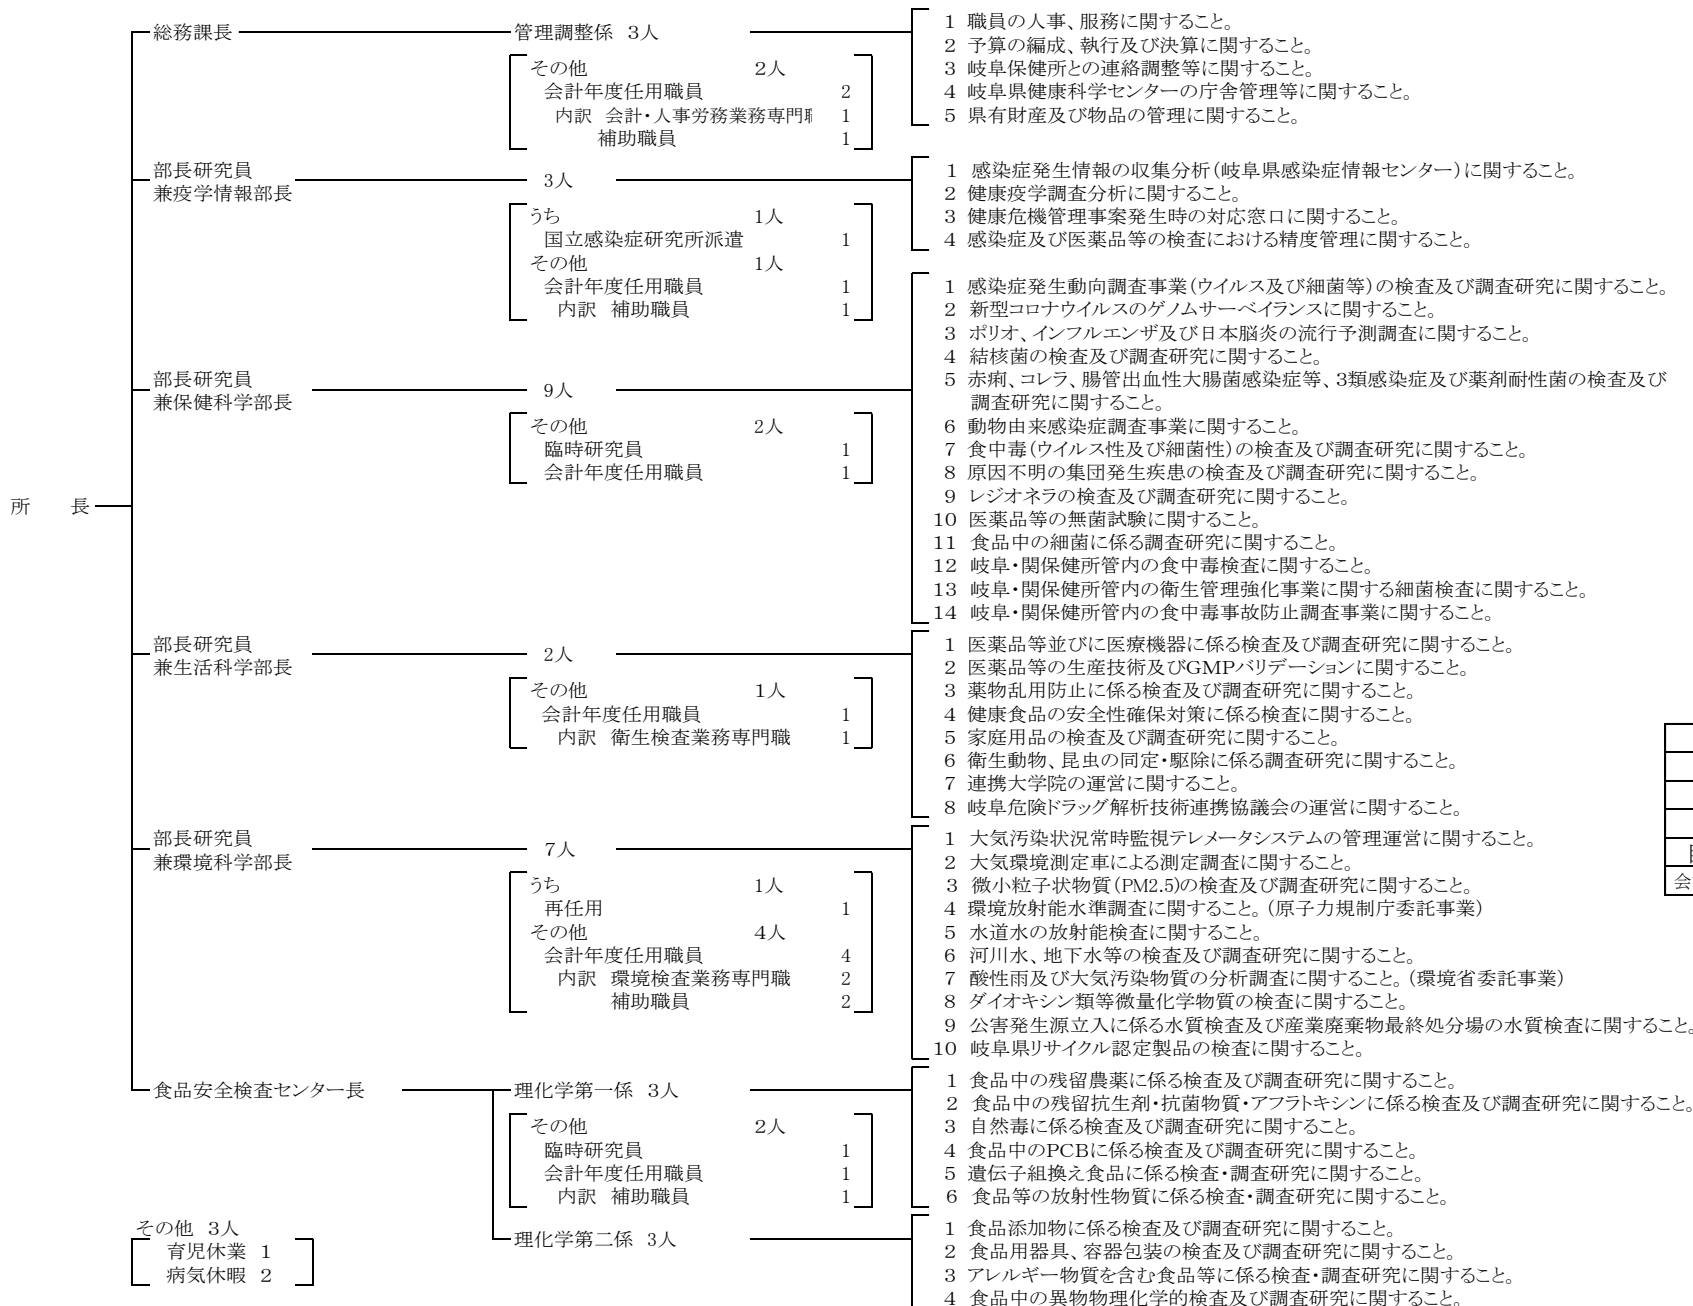 所　　長
総務課長
管理調整係 3人
その他 2人
会計年度任用職員 2
内訳 会計・人事労務業務専門職 1
補助職員 1
1 職員の人事、服務に関すること。
2 予算の編成、執行及び決算に関すること。
3 岐阜保健所との連絡調整等に関すること。
4 岐阜県健康科学センターの庁舎管理等に関すること。
5 県有財産及び物品の管理に関すること。
部長研究員
兼疫学情報部長
3人
うち 1人
国立感染症研究所派遣 1
その他 1人
会計年度任用職員 1
内訳 補助職員 1
1 感染症発生情報の収集分析(岐阜県感染症情報センター)に関すること。
2 健康疫学調査分析に関すること。
3 健康危機管理事案発生時の対応窓口に関すること。
4 感染症及び医薬品等の検査における精度管理に関すること。
部長研究員
兼保健科学部長
9人
その他 2人
臨時研究員 1
会計年度任用職員 1
1 感染症発生動向調査事業(ウイルス及び細菌等)の検査及び調査研究に関すること。
2 新型コロナウイルスのゲノムサーベイランスに関すること。
3 ポリオ、インフルエンザ及び日本脳炎の流行予測調査に関すること。
4 結核菌の検査及び調査研究に関すること。
5 赤痢、コレラ、腸管出血性大腸菌感染症等、3類感染症及び薬剤耐性菌の検査及び
調査研究に関すること。
6 動物由来感染症調査事業に関すること。
7 食中毒(ウイルス性及び細菌性)の検査及び調査研究に関すること。
8 原因不明の集団発生疾患の検査及び調査研究に関すること。
9 レジオネラの検査及び調査研究に関すること。
10 医薬品等の無菌試験に関すること。
11 食品中の細菌に係る調査研究に関すること。
12 岐阜・関保健所管内の食中毒検査に関すること。
13 岐阜・関保健所管内の衛生管理強化事業に関する細菌検査に関すること。
14 岐阜・関保健所管内の食中毒事故防止調査事業に関すること。
部長研究員
兼生活科学部長
2人
その他 1人
会計年度任用職員 1
内訳 衛生検査業務専門職 1
1 医薬品等並びに医療機器に係る検査及び調査研究に関すること。
2 医薬品等の生産技術及びGMPバリデーションに関すること。
3 薬物乱用防止に係る検査及び調査研究に関すること。
4 健康食品の安全性確保対策に係る検査に関すること。
5 家庭用品の検査及び調査研究に関すること。
6 衛生動物、昆虫の同定・駆除に係る調査研究に関すること。
7 連携大学院の運営に関すること。
8 岐阜危険ドラッグ解析技術連携協議会の運営に関すること。
部長研究員
兼環境科学部長
7人
うち 1人
再任用 1
その他 4人
会計年度任用職員 4
内訳 環境検査業務専門職 2
補助職員 2
1 大気汚染状況常時監視テレメータシステムの管理運営に関すること。
2 大気環境測定車による測定調査に関すること。
3 微小粒子状物質(PM2.5)の検査及び調査研究に関すること。
4 環境放射能水準調査に関すること。(原子力規制庁委託事業)
5 水道水の放射能検査に関すること。
6 河川水、地下水等の検査及び調査研究に関すること。
7 酸性雨及び大気汚染物質の分析調査に関すること。(環境省委託事業)
8 ダイオキシン類等微量化学物質の検査に関すること。
9 公害発生源立入に係る水質検査及び産業廃棄物最終処分場の水質検査に関すること。
10 岐阜県リサイクル認定製品の検査に関すること。
会
食品安全検査センター長
理化学第一係 3人
その他 2人
臨時研究員 1
会計年度任用職員 1
内訳 補助職員 1
1 食品中の残留農薬に係る検査及び調査研究に関すること。
2 食品中の残留抗生剤・抗菌物質・アフラトキシンに係る検査及び調査研究に関すること。
3 自然毒に係る検査及び調査研究に関すること。
4 食品中のPCBに係る検査及び調査研究に関すること。
5 遺伝子組換え食品に係る検査・調査研究に関すること。
6 食品等の放射性物質に係る検査・調査研究に関すること。
理化学第二係 3人
1 食品添加物に係る検査及び調査研究に関すること。
2 食品用器具、容器包装の検査及び調査研究に関すること。
3 アレルギー物質を含む食品等に係る検査・調査研究に関すること。
4 食品中の異物物理化学的検査及び調査研究に関すること。
その他 3人
育児休業 1
病気休暇 2